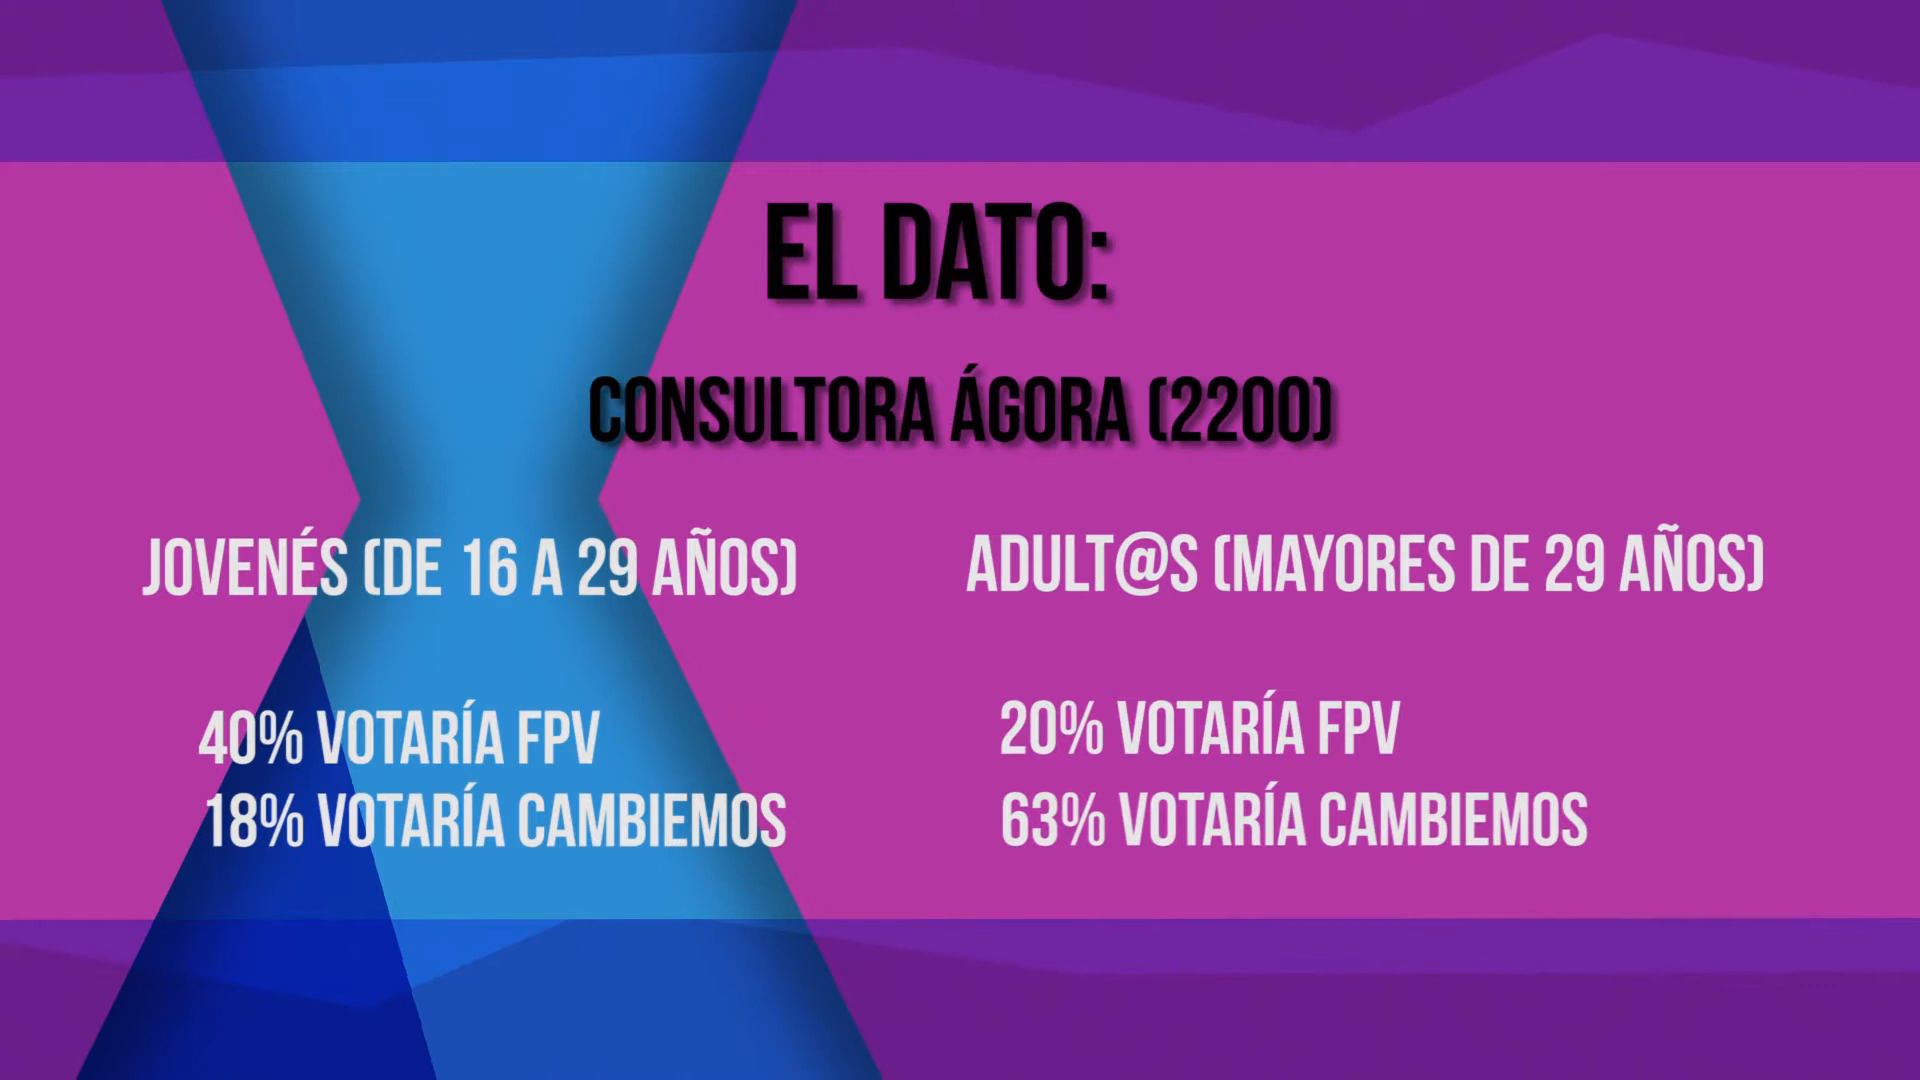 EL DATO:
CONSULTORA ÁGORA (2200)
JOVENÉS (DE 16 A 29 AÑOS)
40% VOTARÍA FPV
18% VOTARÍA CAMBIEMOS
ADULT@S (MAYORES DE 29 AÑOS)
20% VOTARÍA FPV
63% VOTARÍA CAMBIEMOS